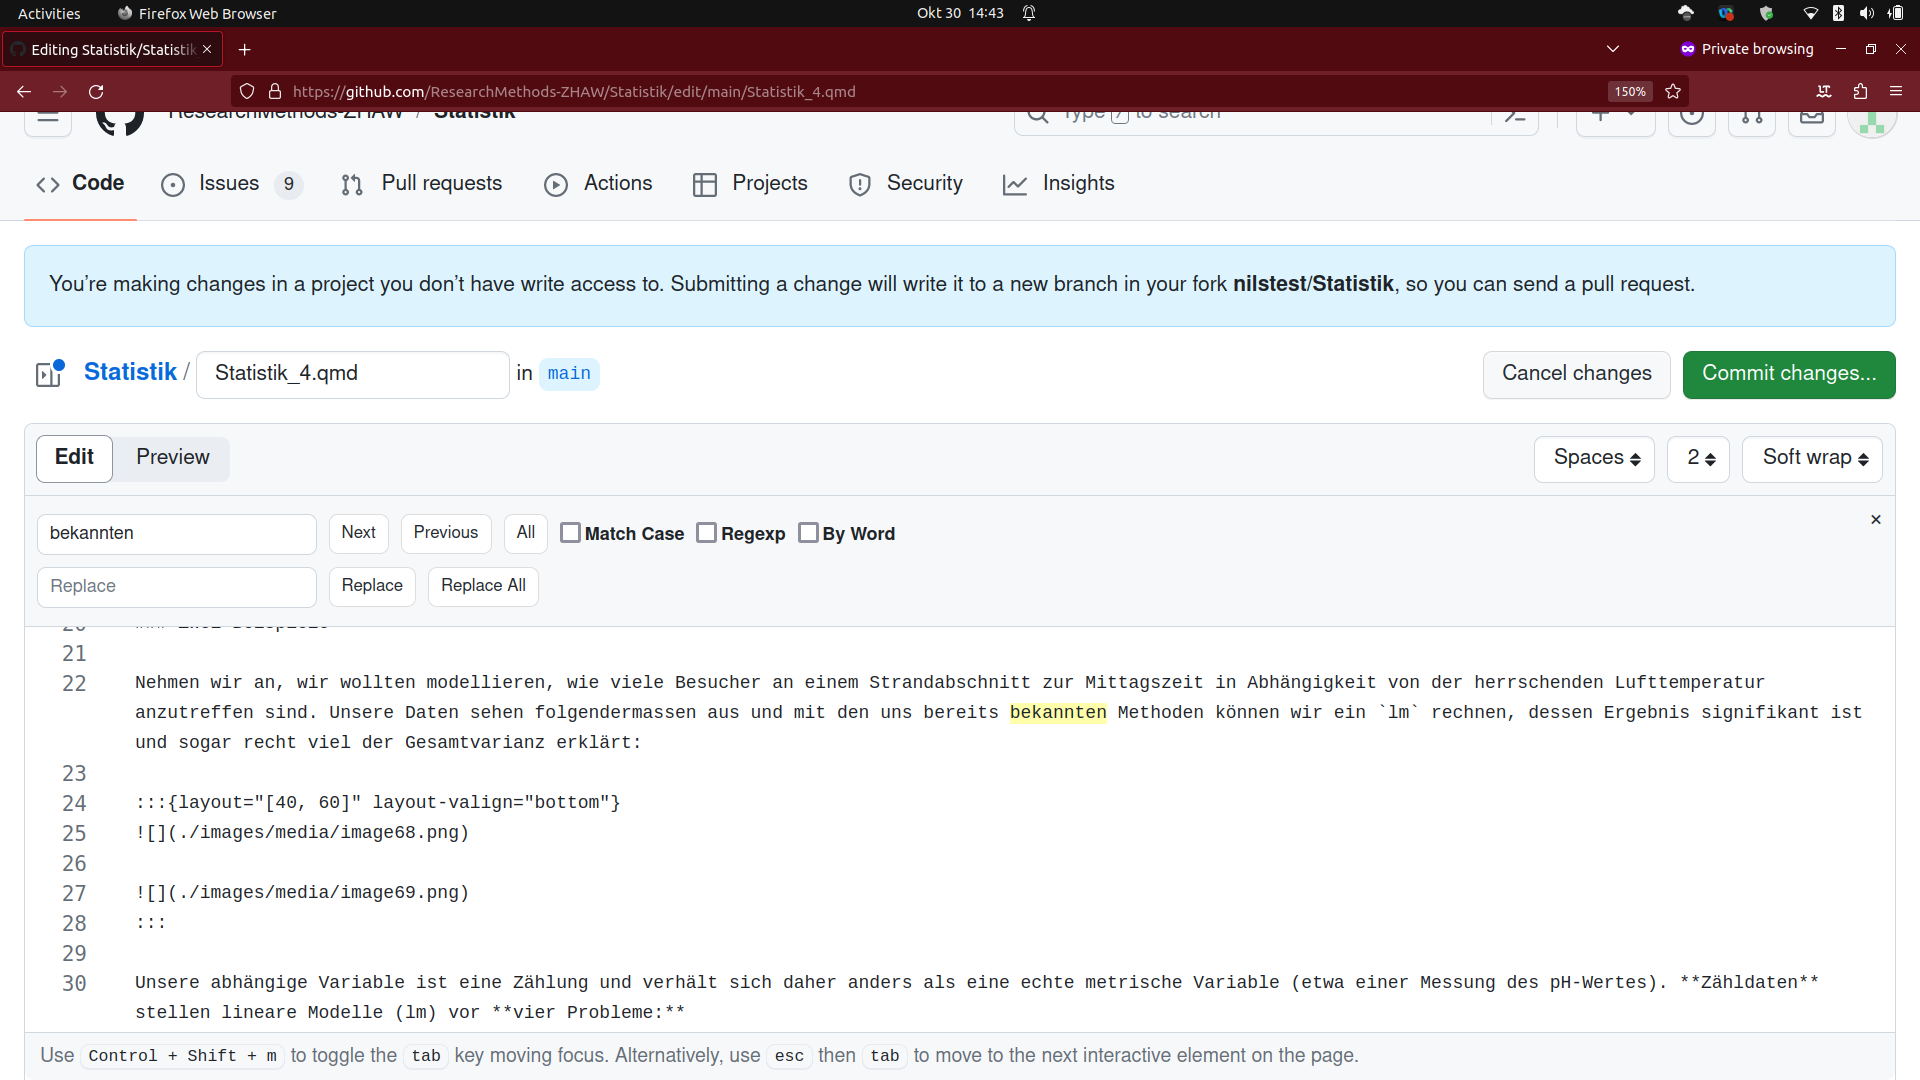 Activities Firefox Web Browser Okt 30 14:43
Editing Statistik/Statistik Private browsing
https://github.com/ResearchMethods-ZHAW/Statistik/edit/main/Statistik_4.qmd 150%
ResearchMethods-ZHAW / Statistik Type / to search
Code Issues 9 Pull requests Actions Projects Security Insights
You’re making changes in a project you don’t have write access to. Submitting a change will write it to a new branch in your fork nilstest/Statistik, so you can send a pull request.
Statistik / Statistik_4.qmd in main Cancel changes Commit changes...
Edit Preview Spaces 2 Soft wrap
bekannten Next Previous All Match Case Regexp By Word
Replace Replace Replace All
20 ### Zwei Beispiele
21
22 Nehmen wir an, wir wollten modellieren, wie viele Besucher an einem Strandabschnitt zur Mittagszeit in Abhängigkeit von der herrschenden Lufttemperatur
anzutreffen sind. Unsere Daten sehen folgendermassen aus und mit den uns bereits bekannten Methoden können wir ein `lm` rechnen, dessen Ergebnis signifikant ist
und sogar recht viel der Gesamtvarianz erklärt:
23
24 :::{layout="[40, 60]" layout-valign="bottom"}
25 ![](./images/media/image68.png)
26
27 ![](./images/media/image69.png)
28 :::
29
30 Unsere abhängige Variable ist eine Zählung und verhält sich daher anders als eine echte metrische Variable (etwa einer Messung des pH-Wertes). **Zähldaten**
stellen lineare Modelle (lm) vor **vier Probleme:**
Use Control + Shift + m to toggle the tab key moving focus. Alternatively, use esc then tab to move to the next interactive element on the page.